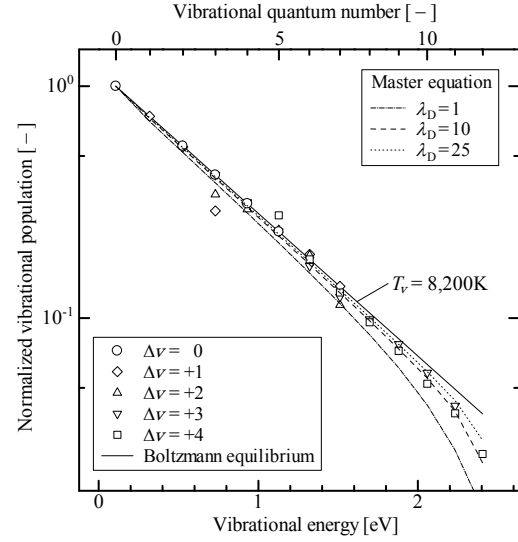 Vibrational quantum number [ – ]
0 5 10
Master equation
λD = 1
λD = 10
λD = 25
10⁰
10⁻¹
Normalized vibrational population [ – ]
Tv = 8,200K
Δv = 0
Δv = +1
Δv = +2
Δv = +3
Δv = +4
Boltzmann equilibrium
0 1 2
Vibrational energy [eV]